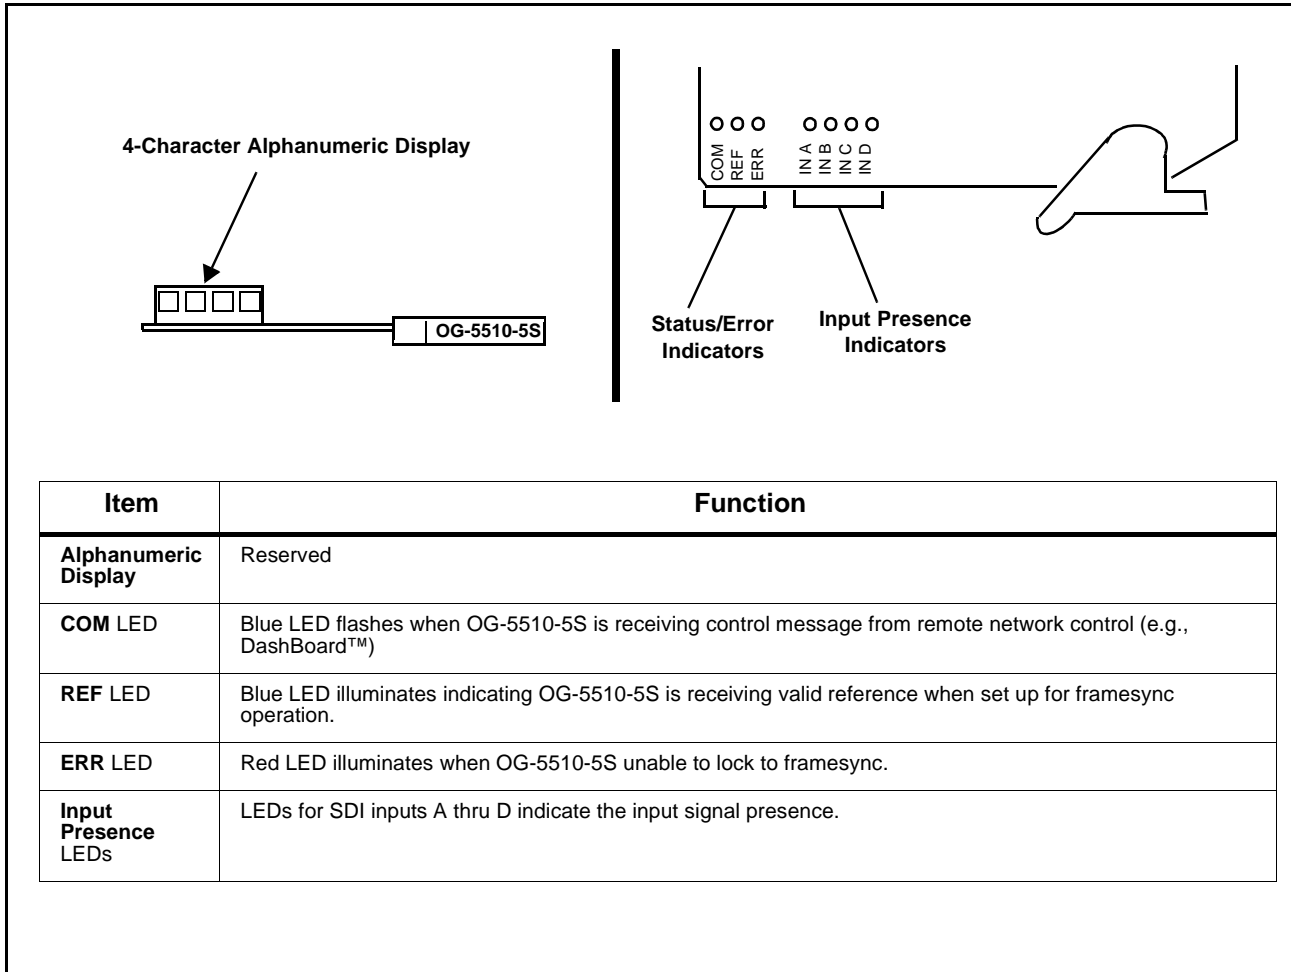 4-Character Alphanumeric Display
OG-5510-5S
COM
REF
ERR
IN A
IN B
IN C
IN D
Status/Error
Indicators
Input Presence
Indicators
Item
Function
Alphanumeric
Display
Reserved
COM LED
Blue LED flashes when OG-5510-5S is receiving control message from remote network control (e.g.,
DashBoard™)
REF LED
Blue LED illuminates indicating OG-5510-5S is receiving valid reference when set up for framesync
operation.
ERR LED
Red LED illuminates when OG-5510-5S unable to lock to framesync.
Input
Presence
LEDs
LEDs for SDI inputs A thru D indicate the input signal presence.